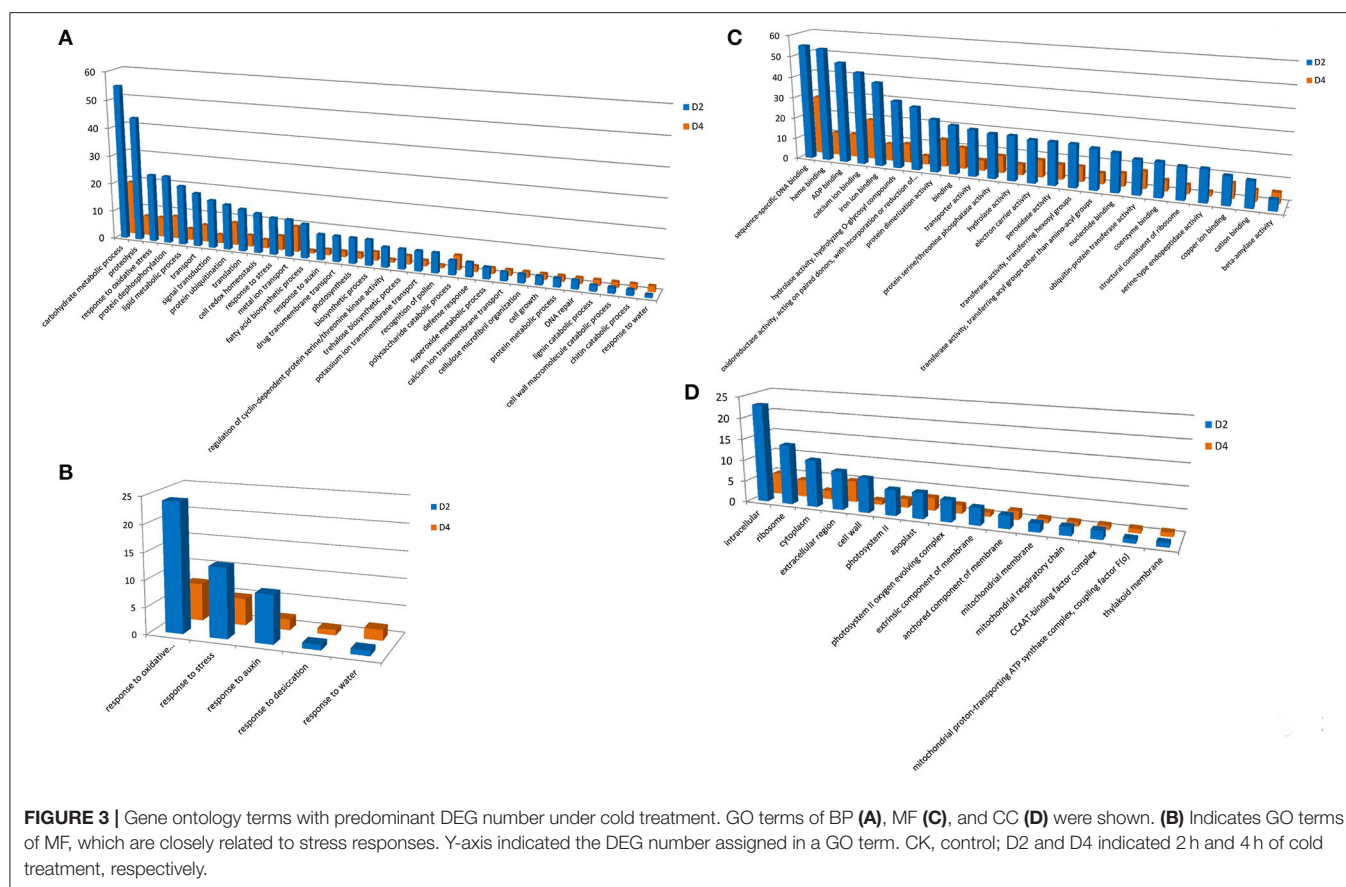 A
60
50
40
30
20
10
0
D2
D4
carbohydrate metabolic process
proteolysis
response to oxidative stress
protein dephosphorylation
lipid metabolic process
transport
signal transduction
protein ubiquitination
translation
cell redox homeostasis
response to stress
metal ion transport
fatty acid biosynthetic process
response to auxin
drug transmembrane transport
photosynthesis
biosynthetic process
regulation of cyclin-dependent protein serine/threonine kinase activity
trehalose biosynthetic process
potassium ion transmembrane transport
recognition of pollen
polysaccharide catabolic process
defense response
superoxide metabolic process
calcium ion transmembrane transport
cellulose microfibril organization
cell growth
protein metabolic process
DNA repair
lignin catabolic process
cell wall macromolecule catabolic process
chitin catabolic process
response to water
C
60
50
40
30
20
10
0
D2
D4
sequence-specific DNA binding
heme binding
ADP binding
calcium ion binding
iron ion binding
hydrolase activity, hydrolyzing O-glycosyl compounds
oxidoreductase activity, acting on paired donors, with incorporation or reduction of...
protein dimerization activity
binding
transporter activity
protein serine/threonine phosphatase activity
hydrolase activity
electron carrier activity
peroxidase activity
transferase activity, transferring hexosyl groups
transferase activity, transferring acyl groups other than amino-acyl groups
nucleotide binding
ubiquitin-protein transferase activity
coenzyme binding
structural constituent of ribosome
serine-type endopeptidase activity
copper ion binding
cation binding
beta-amylase activity
B
25
20
15
10
5
0
D2
D4
response to oxidative...
response to stress
response to auxin
response to desiccation
response to water
D
25
20
15
10
5
0
D2
D4
intracellular
ribosome
cytoplasm
extracellular region
cell wall
photosystem II
apoplast
photosystem II oxygen evolving complex
extrinsic component of membrane
anchored component of membrane
mitochondrial membrane
mitochondrial respiratory chain
CCAAT-binding factor complex
mitochondrial proton-transporting ATP synthase complex, coupling factor F(o)
thylakoid membrane
FIGURE 3 | Gene ontology terms with predominant DEG number under cold treatment. GO terms of BP (A), MF (C), and CC (D) were shown. (B) Indicates GO terms
of MF, which are closely related to stress responses. Y-axis indicated the DEG number assigned in a GO term. CK, control; D2 and D4 indicated 2 h and 4 h of cold
treatment, respectively.